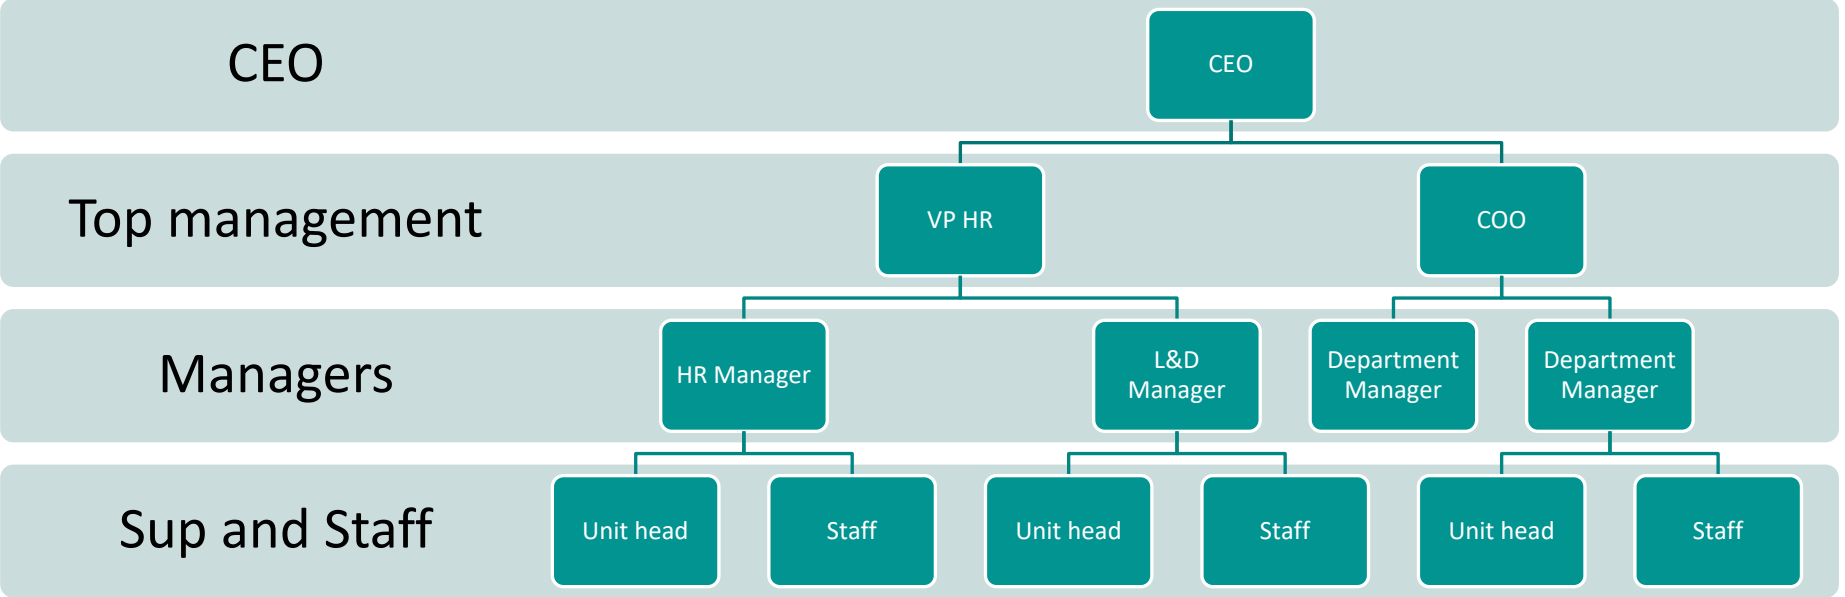 CEO
CEO
Top management
VP HR
COO
Managers
HR Manager
L&D
Manager
Department
Manager
Department
Manager
Sup and Staff
Unit head
Staff
Unit head
Staff
Unit head
Staff